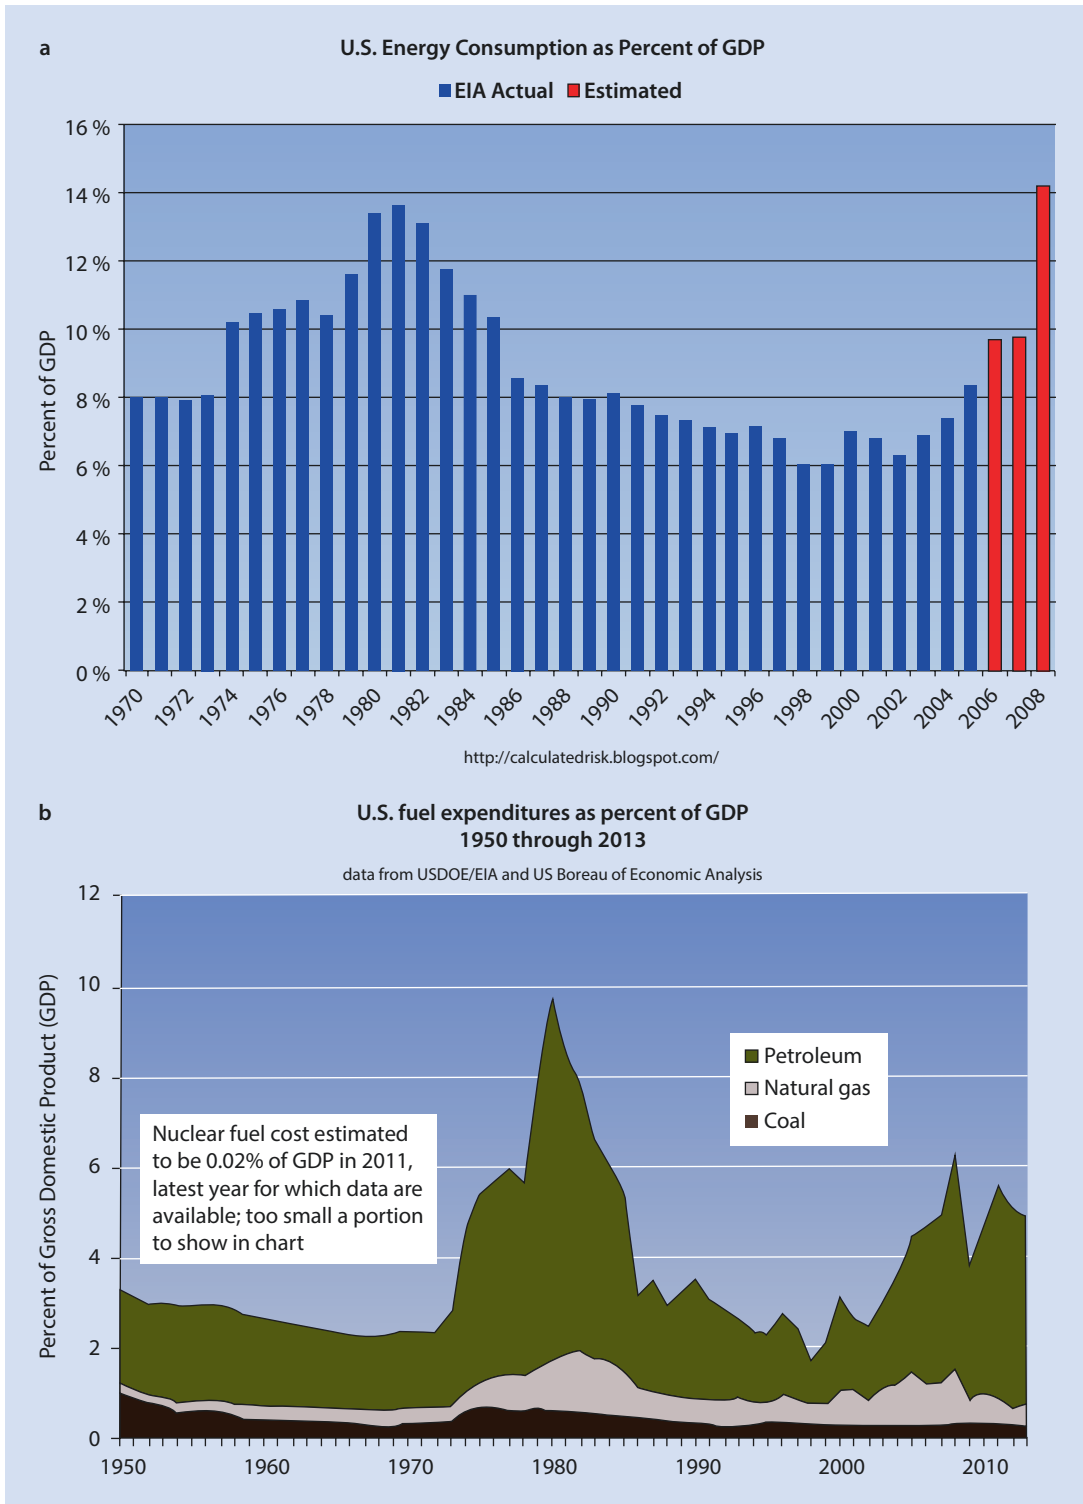 a
U.S. Energy Consumption as Percent of GDP
EIA Actual Estimated
Percent of GDP
16 %
14 %
12 %
10 %
8 %
6 %
4 %
2 %
0 %
1970 1972 1974 1976 1978 1980 1982 1984 1986 1988 1990 1992 1994 1996 1998 2000 2002 2004 2006 2008
http://calculatedrisk.blogspot.com/
b
U.S. fuel expenditures as percent of GDP
1950 through 2013
data from USDOE/EIA and US Boreau of Economic Analysis
Percent of Gross Domestic Product (GDP)
12
10
8
6
4
2
0
Petroleum
Natural gas
Coal
Nuclear fuel cost estimated
to be 0.02% of GDP in 2011,
latest year for which data are
available; too small a portion
to show in chart
1950 1960 1970 1980 1990 2000 2010